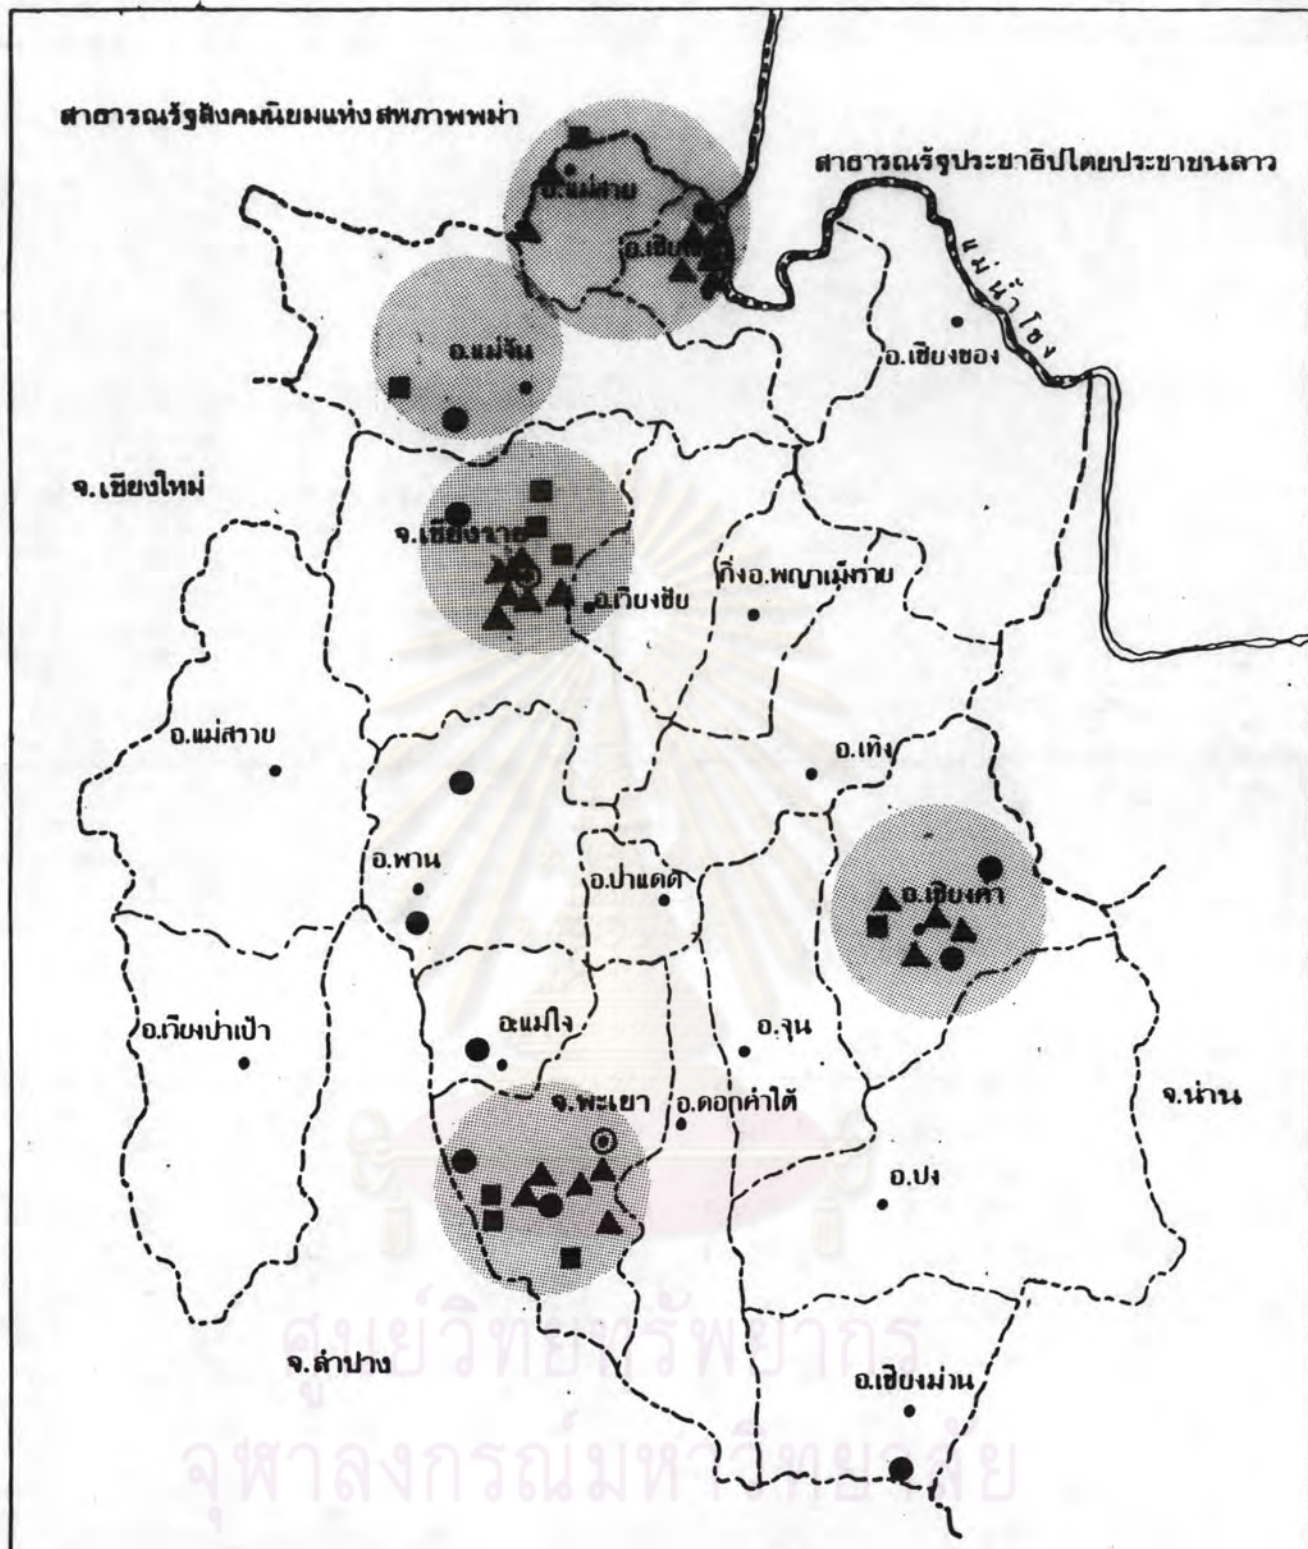 สาธารณรัฐสังคมนิยมแห่งสหภาพพม่า
สาธารณรัฐประชาธิปไตยประชาชนลาว
อ.แม่สาย
อ.เชียง
แม่น้ำโขง
อ.เชียงของ
อ.แม่จัน
จ.เชียงใหม่
จ.เชียงราย
กิ่งอ.พญาเม็งราย
อ.เวียงชัย
อ.แม่สรวย
อ.เทิง
อ.พาน
อ.ป่าแดด
อ.เชียงคำ
อ.เวียงป่าเป้า
อ.แม่ใจ
อ.จุน
จ.พะเยา
อ.ดอกคำใต้
จ.น่าน
อ.ปง
จ.ลำปาง
อ.เชียงม่วน
ศูนย์วิทยทรัพยากร
จุฬาลงกรณ์มหาวิทยาลัย